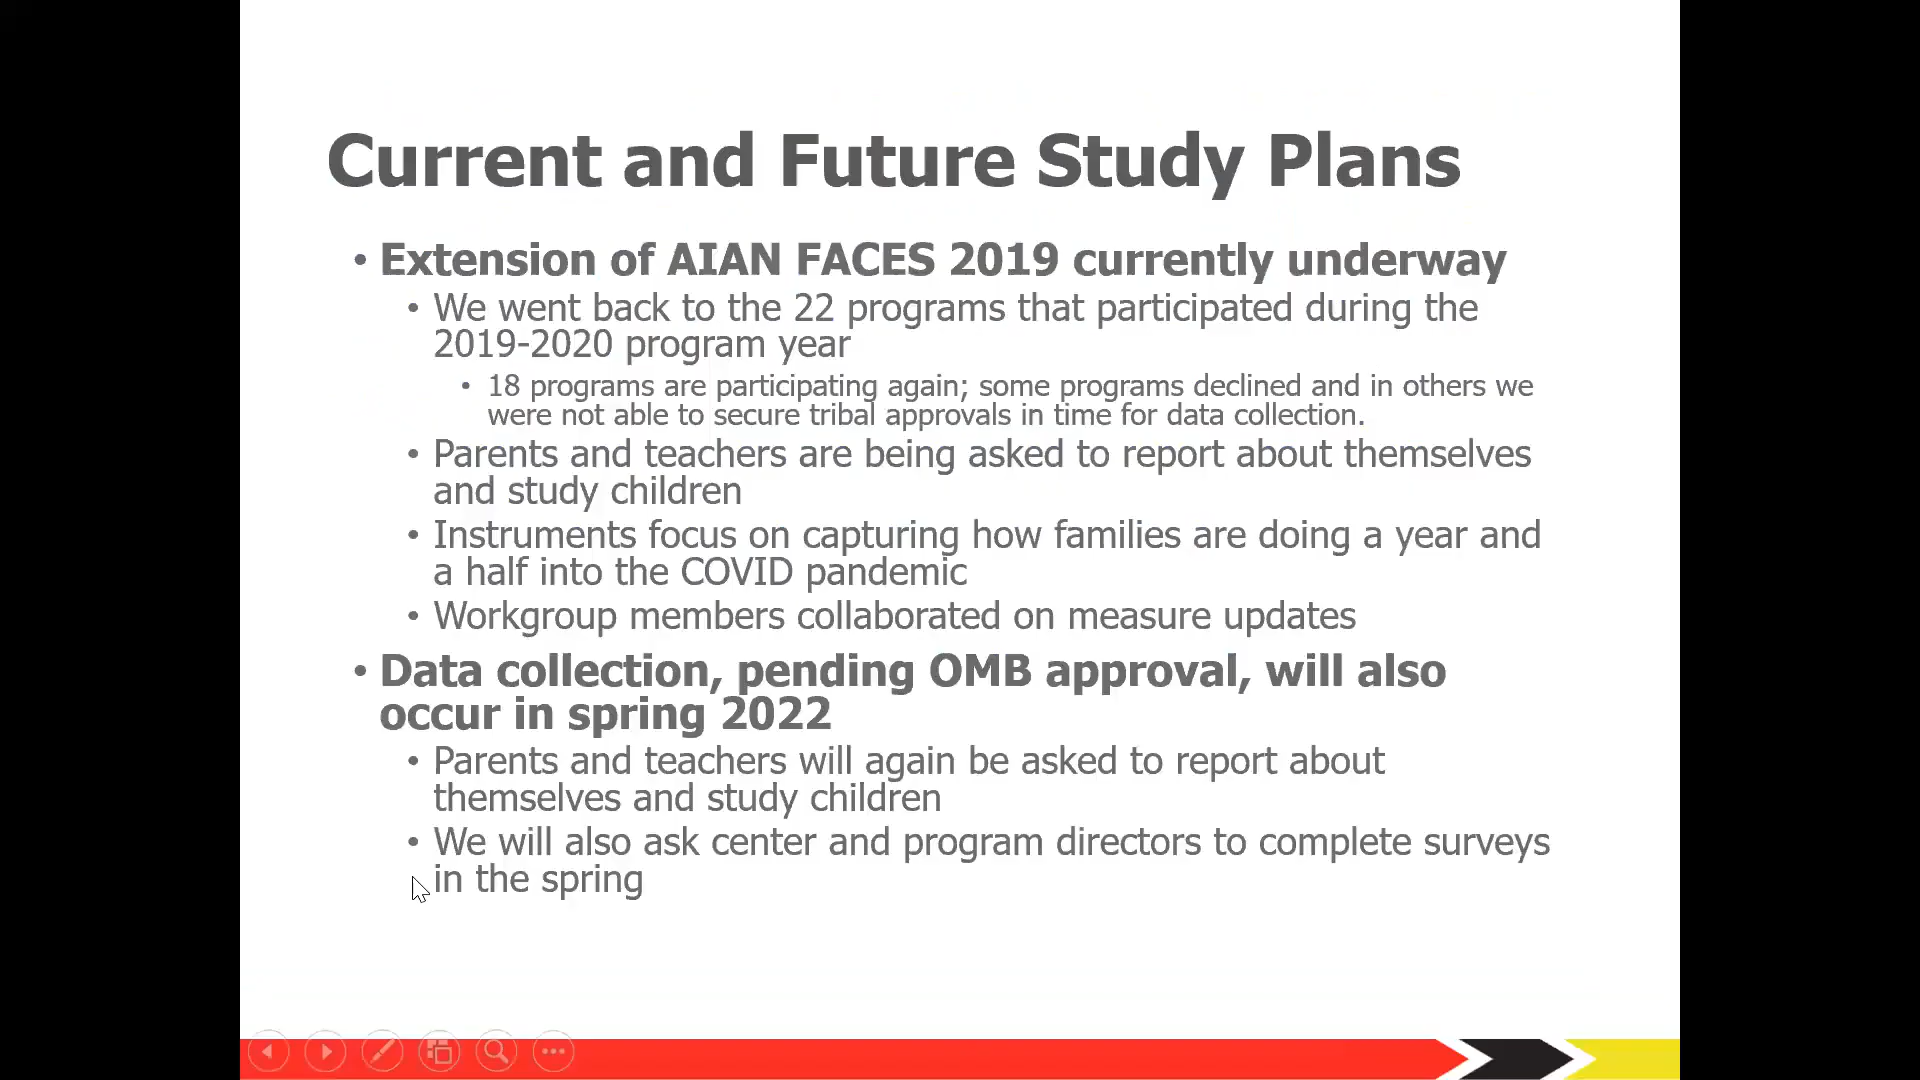 Current and Future Study Plans
• Extension of AIAN FACES 2019 currently underway
• We went back to the 22 programs that participated during the
2019-2020 program year
• 18 programs are participating again; some programs declined and in others we
were not able to secure tribal approvals in time for data collection.
• Parents and teachers are being asked to report about themselves
and study children
• Instruments focus on capturing how families are doing a year and
a half into the COVID pandemic
• Workgroup members collaborated on measure updates
• Data collection, pending OMB approval, will also
occur in spring 2022
• Parents and teachers will again be asked to report about
themselves and study children
• We will also ask center and program directors to complete surveys
in the spring